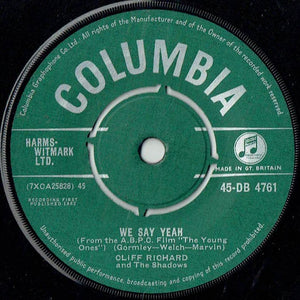 All Rights of the Manufacturer and of the Owner of the recorded work reserved.
Columbia Graphophone Co. Ltd.
COLUMBIA
HARMS-
WITMARK
LTD.
MADE IN GT. BRITAIN
(7XCA25828) 45
45-DB 4761
RECORDING FIRST
PUBLISHED 1962
WE SAY YEAH
(From the A.B.P.C. Film "The Young
Ones") (Gormley-Welch-Marvin)
CLIFF RICHARD
and The Shadows
Unauthorised public performance, broadcasting and copying of this record prohibited.